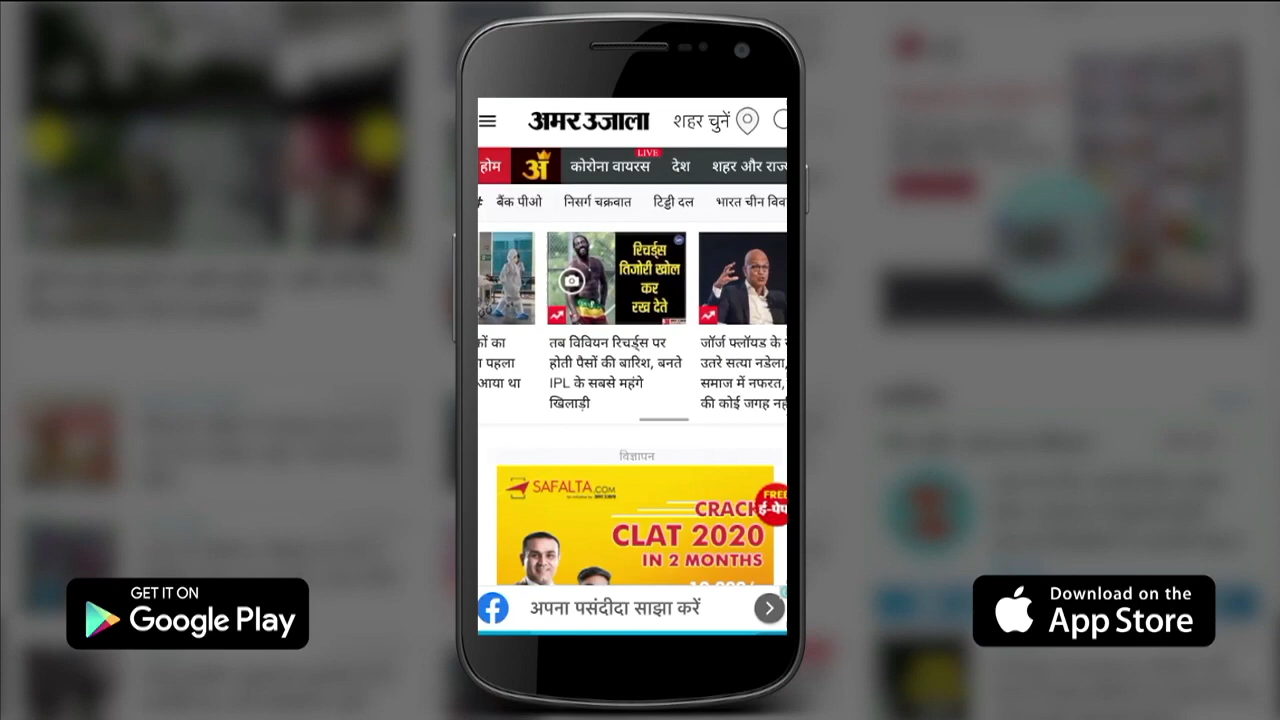 अमर उजाला शहर चुनें
होम अं कोरोना वायरस LIVE देश शहर और राज्
# बैंक पीओ निसर्ग चक्रवात टिड्डी दल भारत चीन विवा
रिचर्ड्स
तिजोरी खोल
कर
रख देते
कों का
ा पहला
आया था
तब विवियन रिचर्ड्स पर
होती पैसों की बारिश, बनते
IPL के सबसे महंगे
खिलाड़ी
जॉर्ज फ्लॉयड के स
उतरे सत्या नडेला,
समाज में नफरत,
की कोई जगह नह
विज्ञापन
SAFALTA.COM
CRACK
CLAT 2020
IN 2 MONTHS
FREE
ई-पेप
अपना पसंदीदा साझा करें
GET IT ON
Google Play
Download on the
App Store